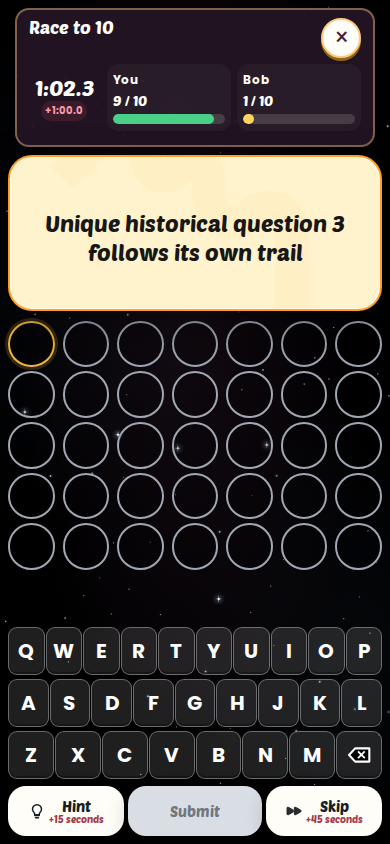 Race to 10
×
1:02.3
+1:00.0
You
9 / 10
Bob
1 / 10
Unique historical question 3
follows its own trail
Q W E R T Y U I O P
A S D F G H J K L
Z X C V B N M
Hint
+15 seconds
Submit
Skip
+45 seconds